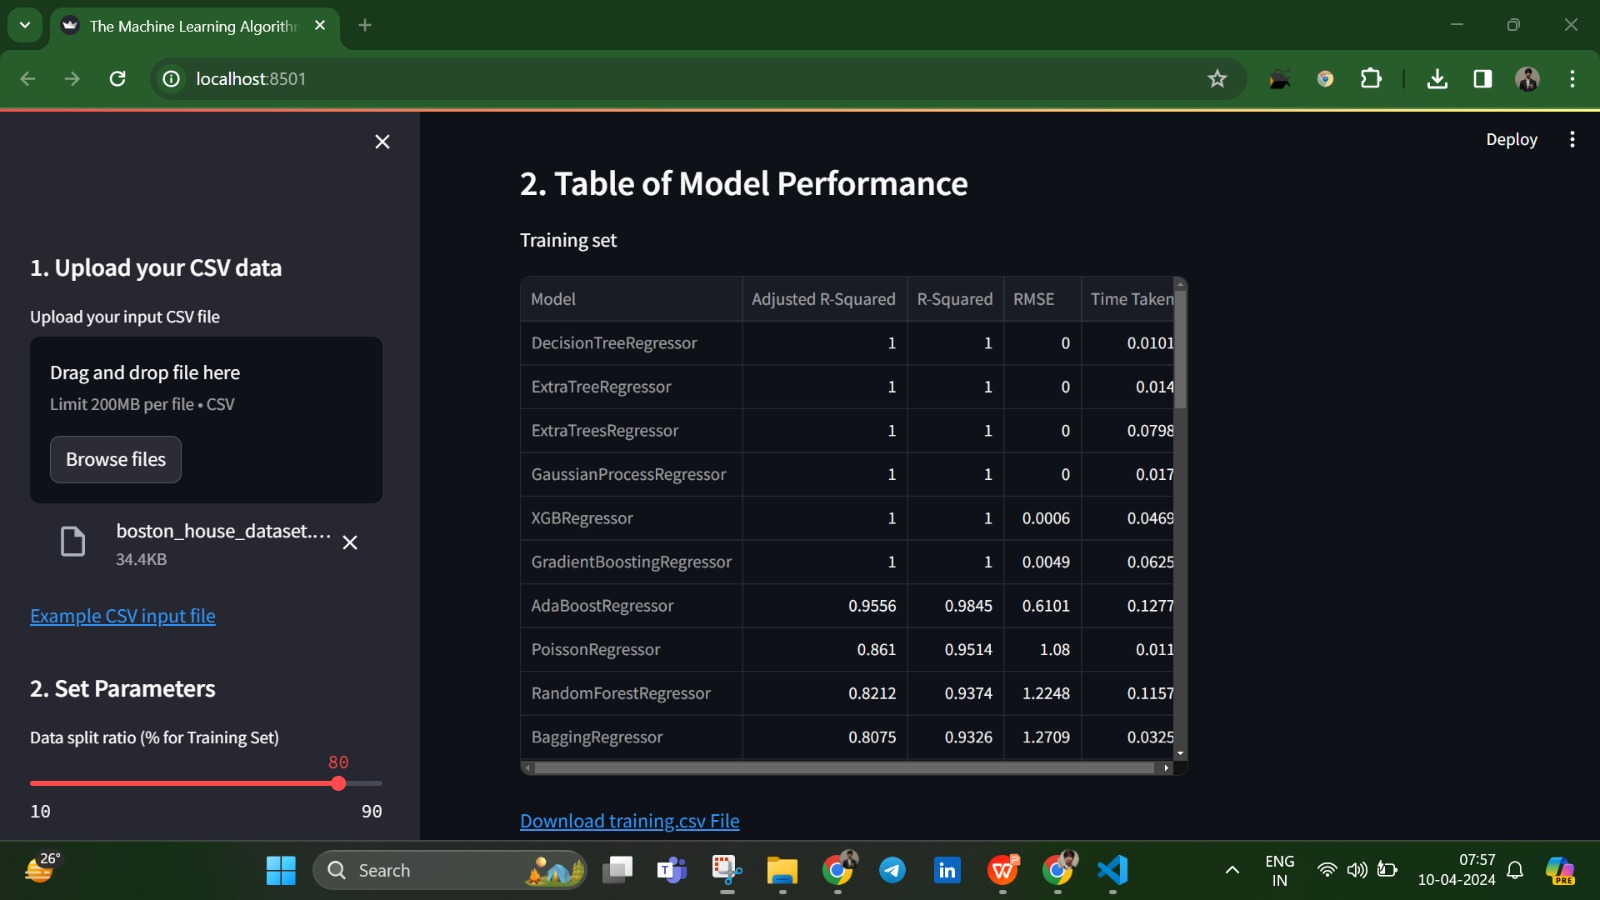 The Machine Learning Algorithm
localhost:8501
Deploy
1. Upload your CSV data
Upload your input CSV file
Drag and drop file here
Limit 200MB per file • CSV
Browse files
boston_house_dataset....
34.4KB
Example CSV input file
2. Set Parameters
Data split ratio (% for Training Set)
80
10 90
2. Table of Model Performance
Training set
Model Adjusted R-Squared R-Squared RMSE Time Taken
DecisionTreeRegressor 1 1 0 0.0101
ExtraTreeRegressor 1 1 0 0.014
ExtraTreesRegressor 1 1 0 0.0798
GaussianProcessRegressor 1 1 0 0.017
XGBRegressor 1 1 0.0006 0.0469
GradientBoostingRegressor 1 1 0.0049 0.0625
AdaBoostRegressor 0.9556 0.9845 0.6101 0.1277
PoissonRegressor 0.861 0.9514 1.08 0.011
RandomForestRegressor 0.8212 0.9374 1.2248 0.1157
BaggingRegressor 0.8075 0.9326 1.2709 0.0325
Download training.csv File
26°
Search
ENG
IN
07:57
10-04-2024
PRE